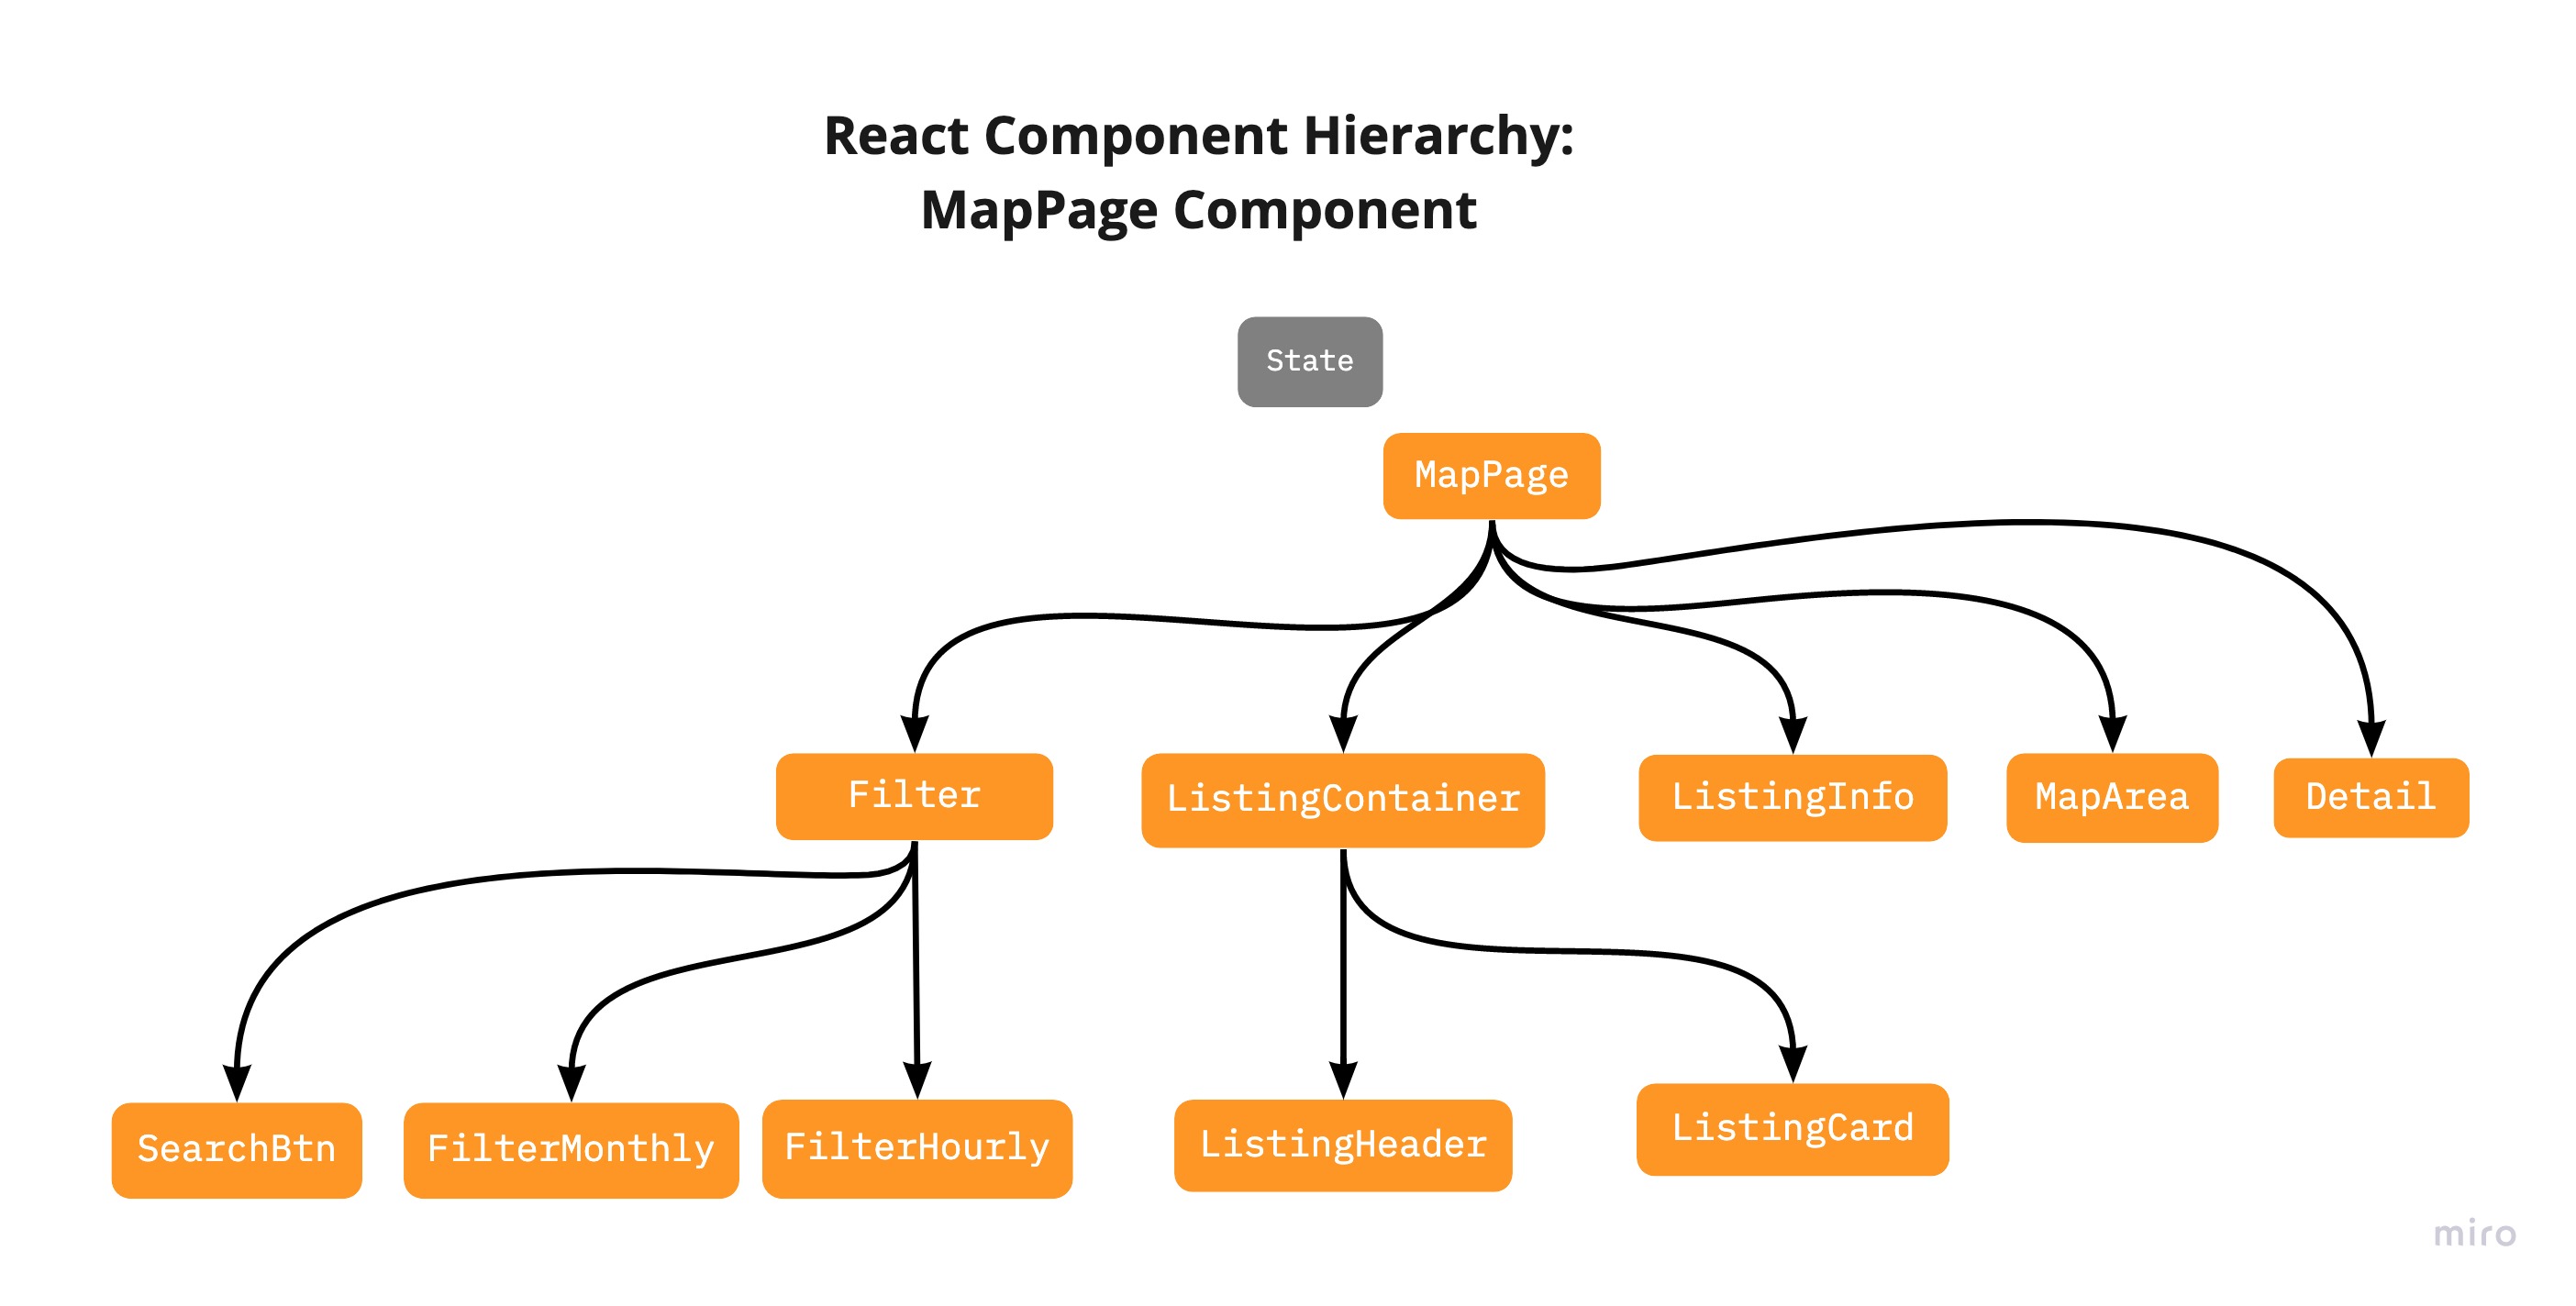 React Component Hierarchy:
MapPage Component
State
MapPage
Filter
ListingContainer
ListingInfo
MapArea
Detail
SearchBtn
FilterMonthly
FilterHourly
ListingHeader
ListingCard
miro